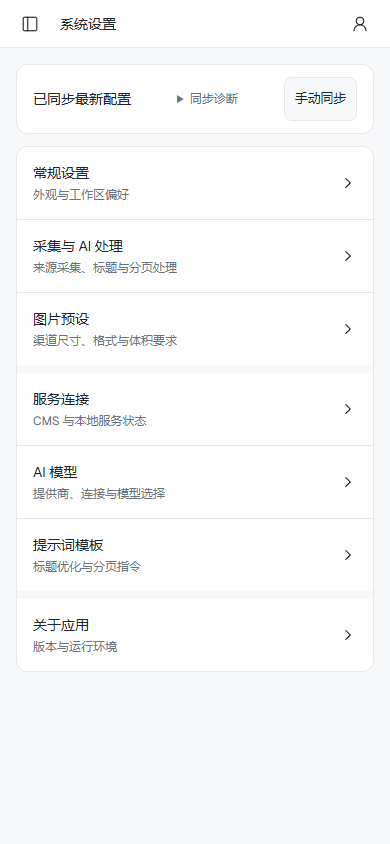 系统设置
已同步最新配置
▶ 同步诊断
手动同步
常规设置
外观与工作区偏好
采集与 AI 处理
来源采集、标题与分页处理
图片预设
渠道尺寸、格式与体积要求
服务连接
CMS 与本地服务状态
AI 模型
提供商、连接与模型选择
提示词模板
标题优化与分页指令
关于应用
版本与运行环境